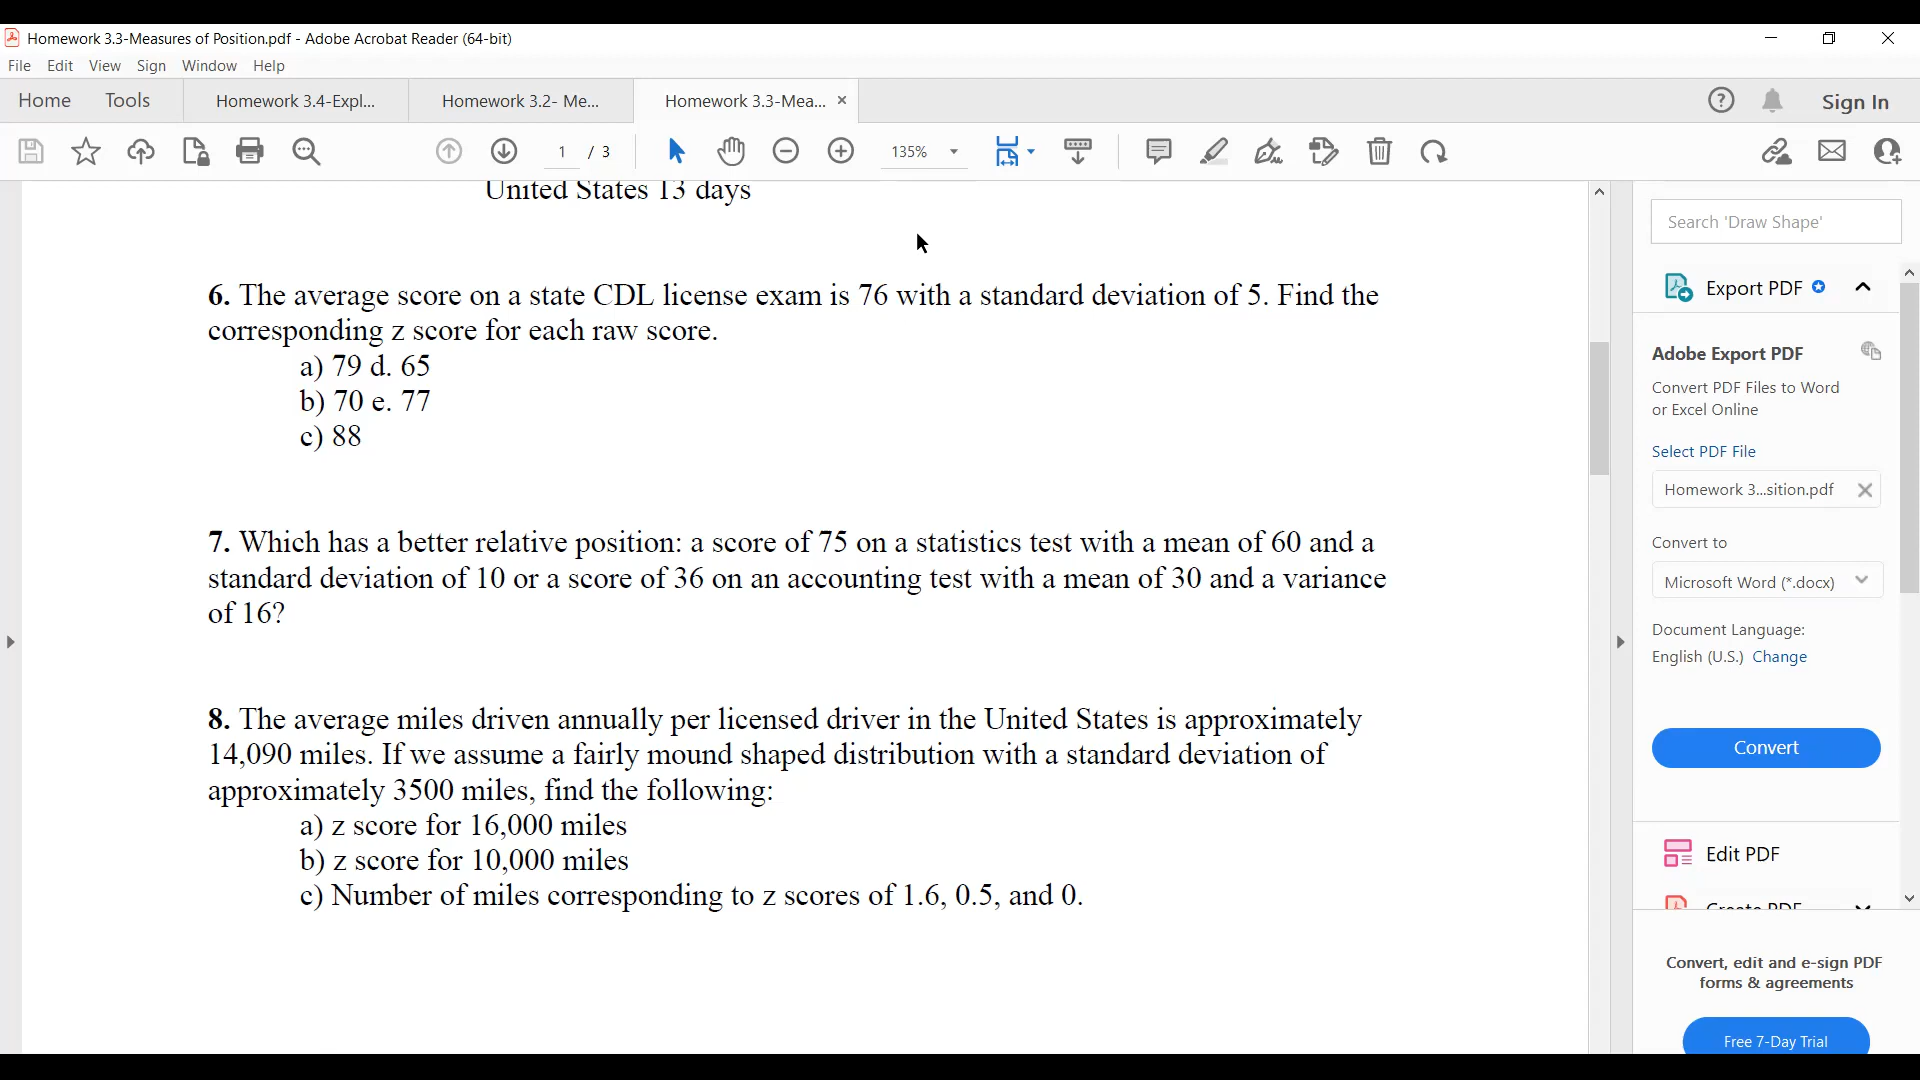 Homework 3.3-Measures of Position.pdf - Adobe Acrobat Reader (64-bit)
File Edit View Sign Window Help
Home Tools Homework 3.4-Expl... Homework 3.2- Me... Homework 3.3-Mea... × Sign In
1 / 3 135%
United States 13 days
6. The average score on a state CDL license exam is 76 with a standard deviation of 5. Find the
corresponding z score for each raw score.
a) 79 d. 65
b) 70 e. 77
c) 88
7. Which has a better relative position: a score of 75 on a statistics test with a mean of 60 and a
standard deviation of 10 or a score of 36 on an accounting test with a mean of 30 and a variance
of 16?
8. The average miles driven annually per licensed driver in the United States is approximately
14,090 miles. If we assume a fairly mound shaped distribution with a standard deviation of
approximately 3500 miles, find the following:
a) z score for 16,000 miles
b) z score for 10,000 miles
c) Number of miles corresponding to z scores of 1.6, 0.5, and 0.
Search 'Draw Shape'
Export PDF
Adobe Export PDF
Convert PDF Files to Word
or Excel Online
Select PDF File
Homework 3...sition.pdf
Convert to
Microsoft Word (*.docx)
Document Language:
English (U.S.) Change
Convert
Edit PDF
Create PDF
Convert, edit and e-sign PDF
forms & agreements
Free 7-Day Trial